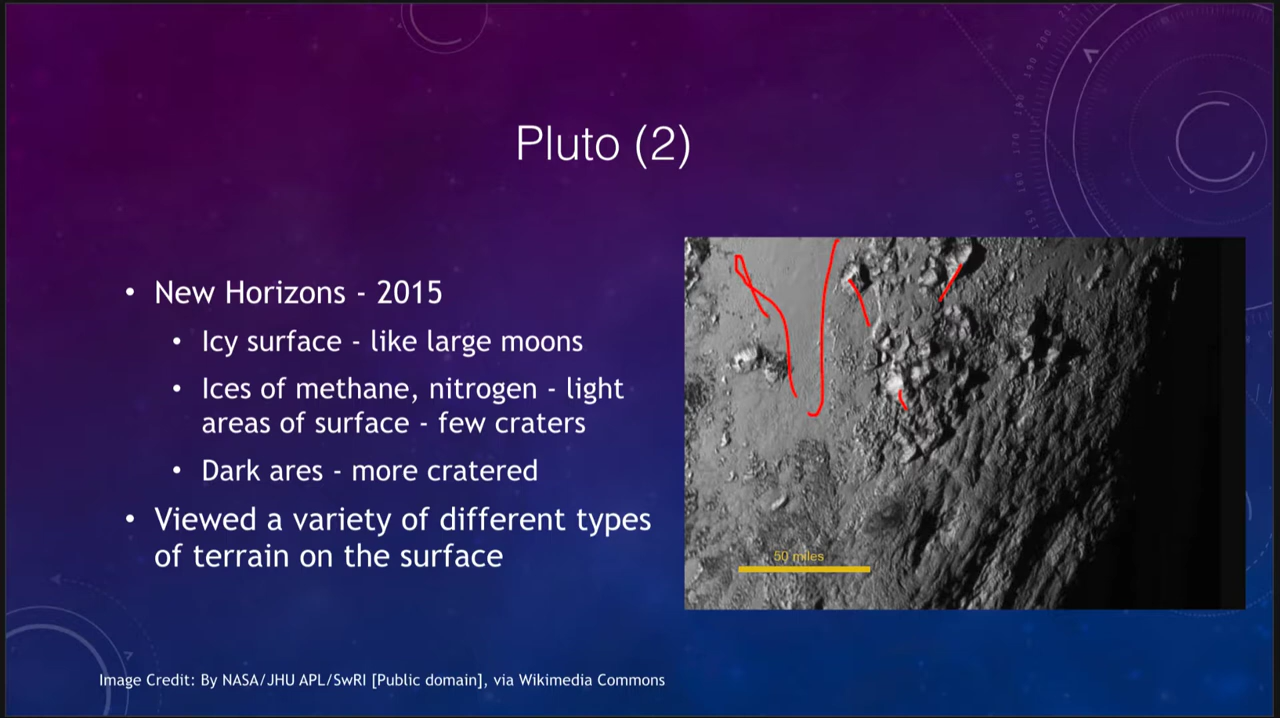 Pluto (2)
• New Horizons - 2015
• Icy surface - like large moons
• Ices of methane, nitrogen - light
areas of surface - few craters
• Dark ares - more cratered
• Viewed a variety of different types
of terrain on the surface
50 miles
Image Credit: By NASA/JHU APL/SwRI [Public domain], via Wikimedia Commons